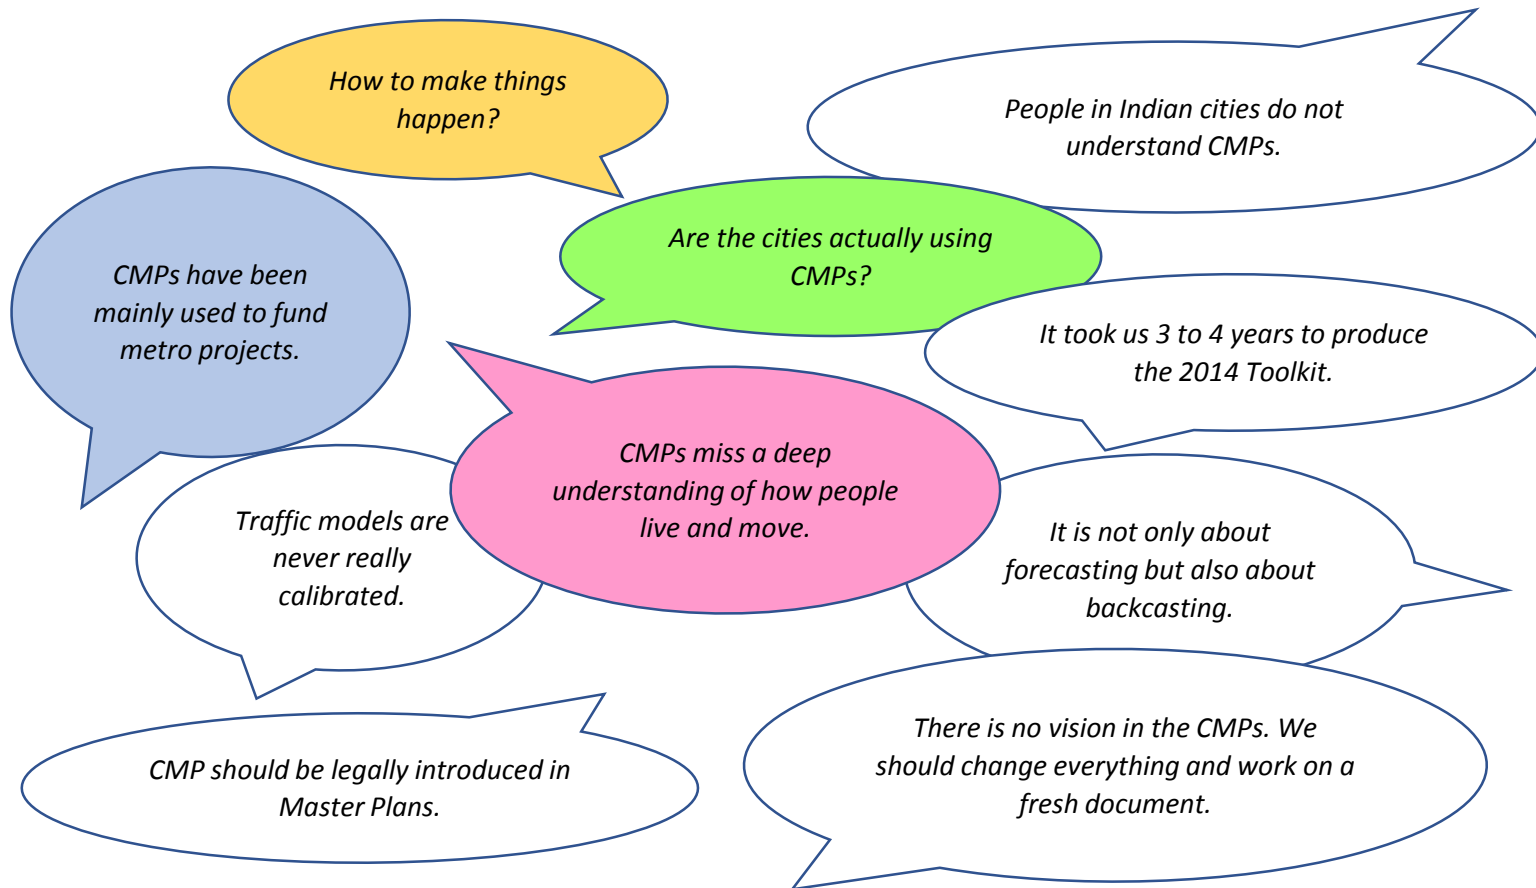 How to make things
happen?
People in Indian cities do not
understand CMPs.
Are the cities actually using
CMPs?
CMPs have been
mainly used to fund
metro projects.
It took us 3 to 4 years to produce
the 2014 Toolkit.
CMPs miss a deep
understanding of how people
live and move.
Traffic models are
never really
calibrated.
It is not only about
forecasting but also about
backcasting.
CMP should be legally introduced in
Master Plans.
There is no vision in the CMPs. We
should change everything and work on a
fresh document.